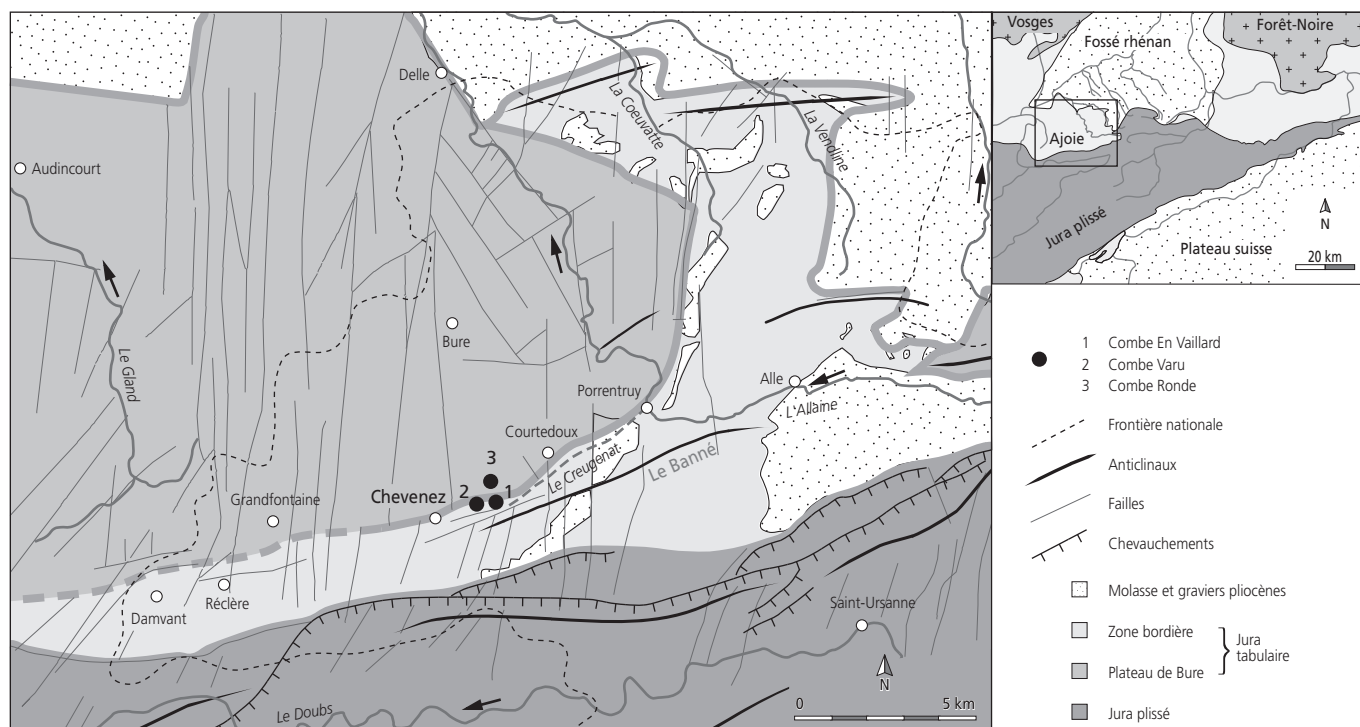 Delle
La Coeuvatte
La Vendline
Audincourt
Le Gland
Bure
Porrentruy
Alle
L'Allaine
Courtedoux
Le Creugenat
Le Banné
3
2
1
Chevenez
Grandfontaine
Réclère
Damvant
Saint-Ursanne
Le Doubs
N
0 5 km
Vosges
Forêt-Noire
Fossé rhénan
Ajoie
Jura plissé
Plateau suisse
N
20 km
1 Combe En Vaillard
2 Combe Varu
3 Combe Ronde
Frontière nationale
Anticlinaux
Failles
Chevauchements
Molasse et graviers pliocènes
Zone bordière
Plateau de Bure
Jura
tabulaire
Jura plissé